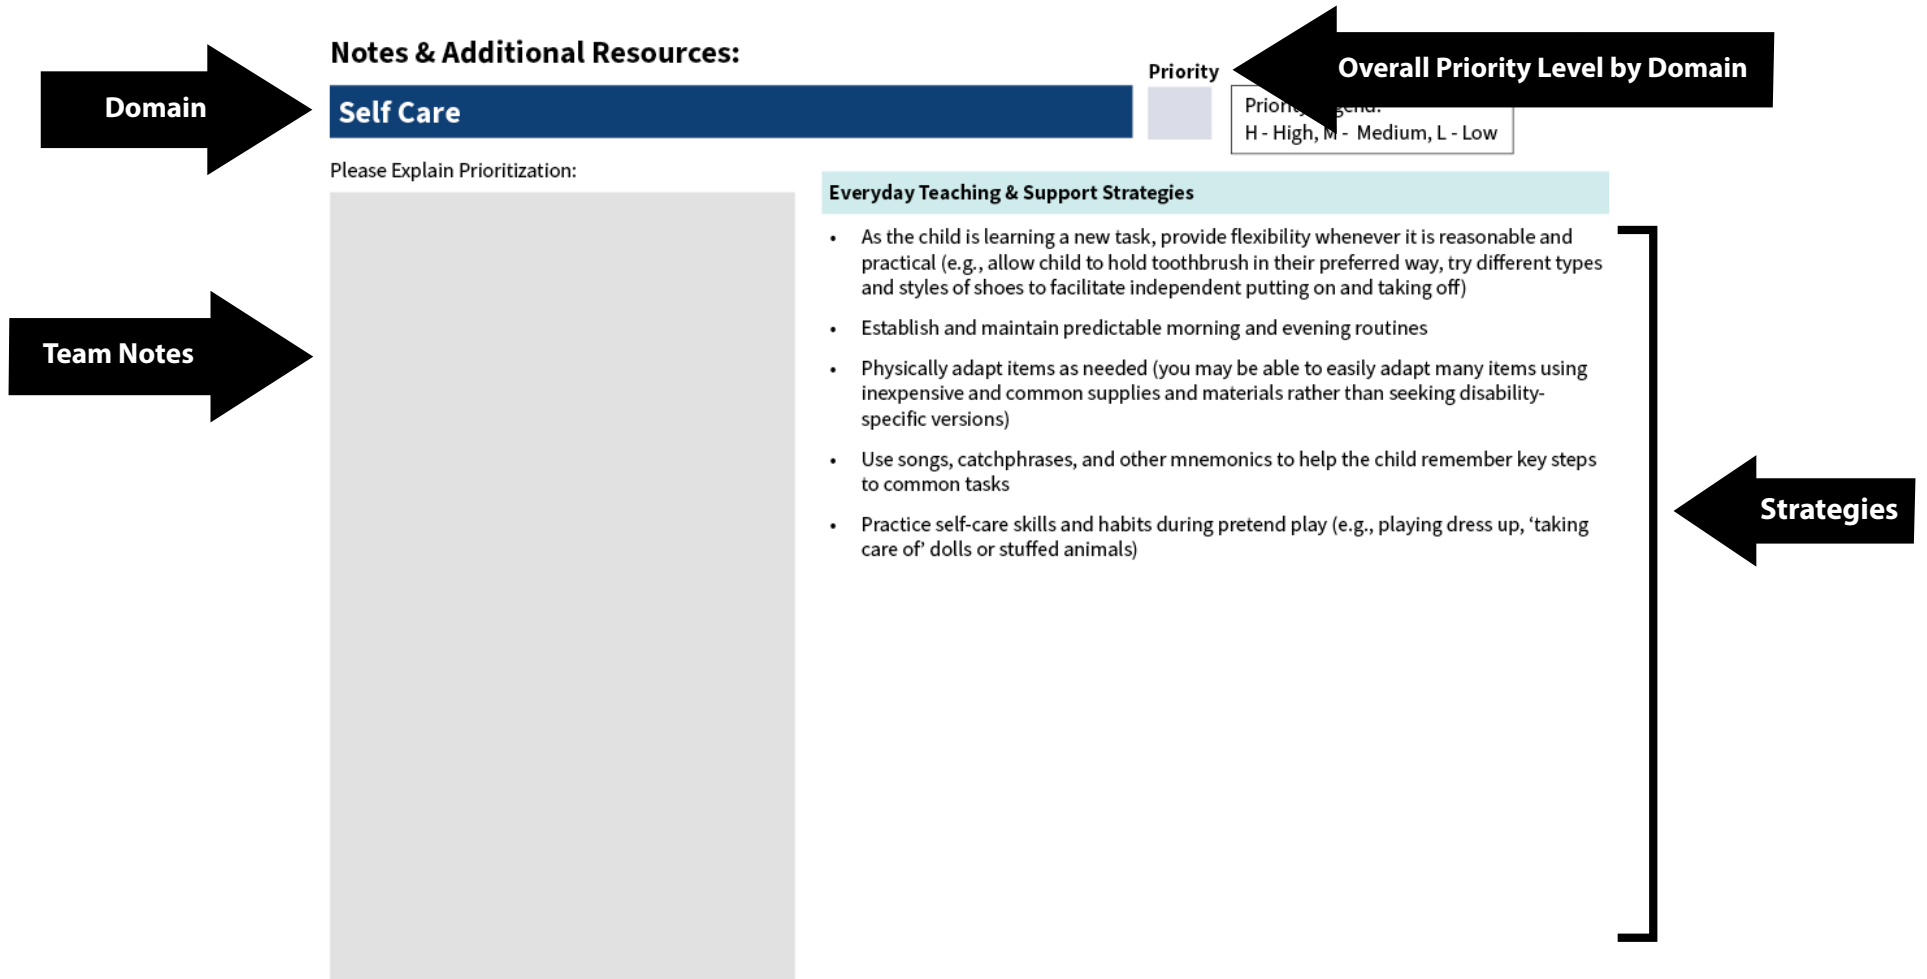 Notes & Additional Resources:
Overall Priority Level by Domain
Priority
Domain
Self Care
H - High, M - Medium, L - Low
Please Explain Prioritization:
Everyday Teaching & Support Strategies
• As the child is learning a new task, provide flexibility whenever it is reasonable and
practical (e.g., allow child to hold toothbrush in their preferred way, try different types
and styles of shoes to facilitate independent putting on and taking off)
• Establish and maintain predictable morning and evening routines
Team Notes
• Physically adapt items as needed (you may be able to easily adapt many items using
inexpensive and common supplies and materials rather than seeking disability-
specific versions)
• Use songs, catchphrases, and other mnemonics to help the child remember key steps
to common tasks
Strategies
• Practice self-care skills and habits during pretend play (e.g., playing dress up, ‘taking
care of’ dolls or stuffed animals)